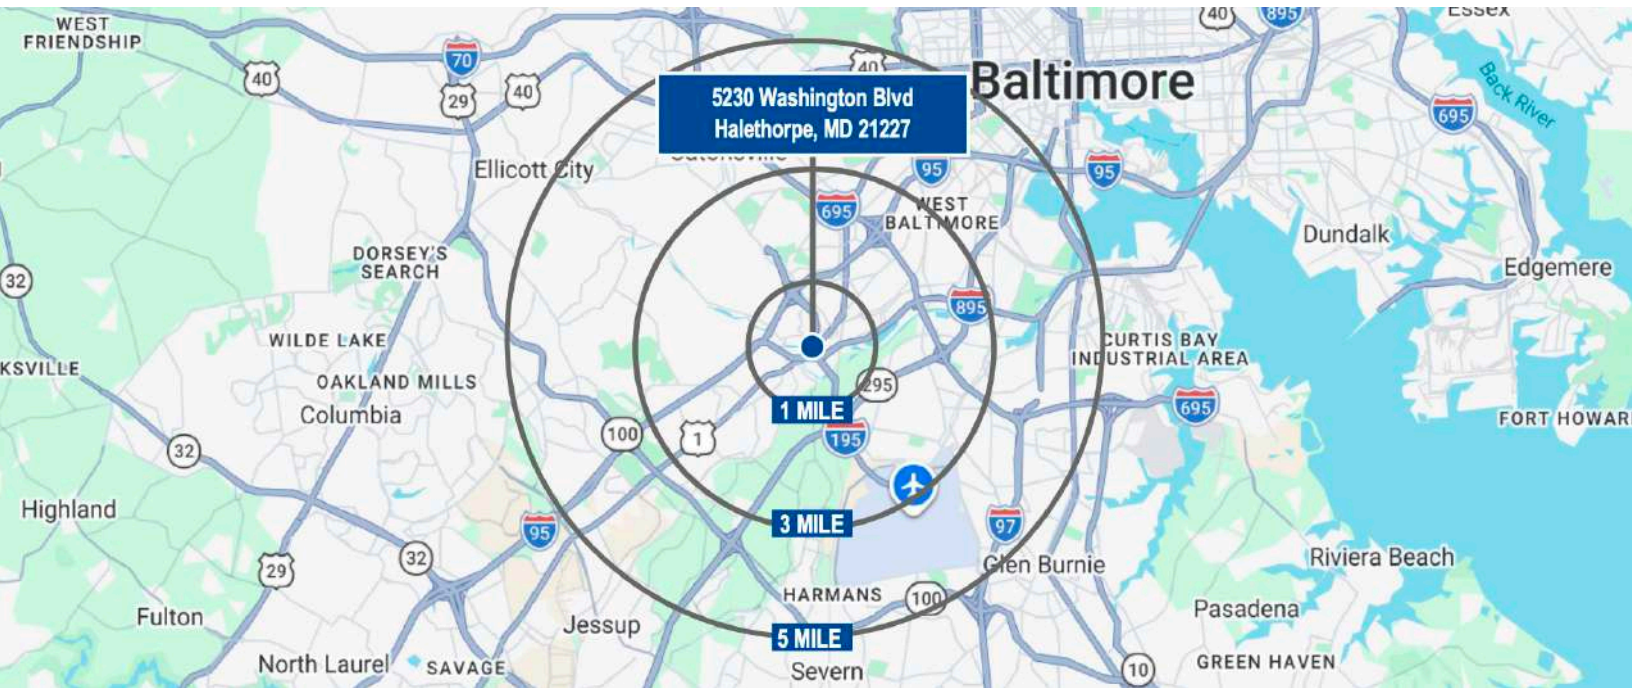 WEST
FRIENDSHIP
70
40
29
40
40
5230 Washington Blvd
Halethorpe, MD 21227
Baltimore
40
895
Essex
Back River
695
Ellicott City
Catonsville
95
95
695
WEST
BALTIMORE
Dundalk
Edgemere
DORSEY'S
SEARCH
32
895
WILDE LAKE
CURTIS BAY
INDUSTRIAL AREA
KSVILLE
OAKLAND MILLS
Columbia
295
1 MILE
695
FORT HOWAR
100
1
195
32
Highland
95
3 MILE
97
32
29
Glen Burnie
Riviera Beach
HARMANS
100
Fulton
Jessup
Pasadena
5 MILE
North Laurel
SAVAGE
Severn
10
GREEN HAVEN